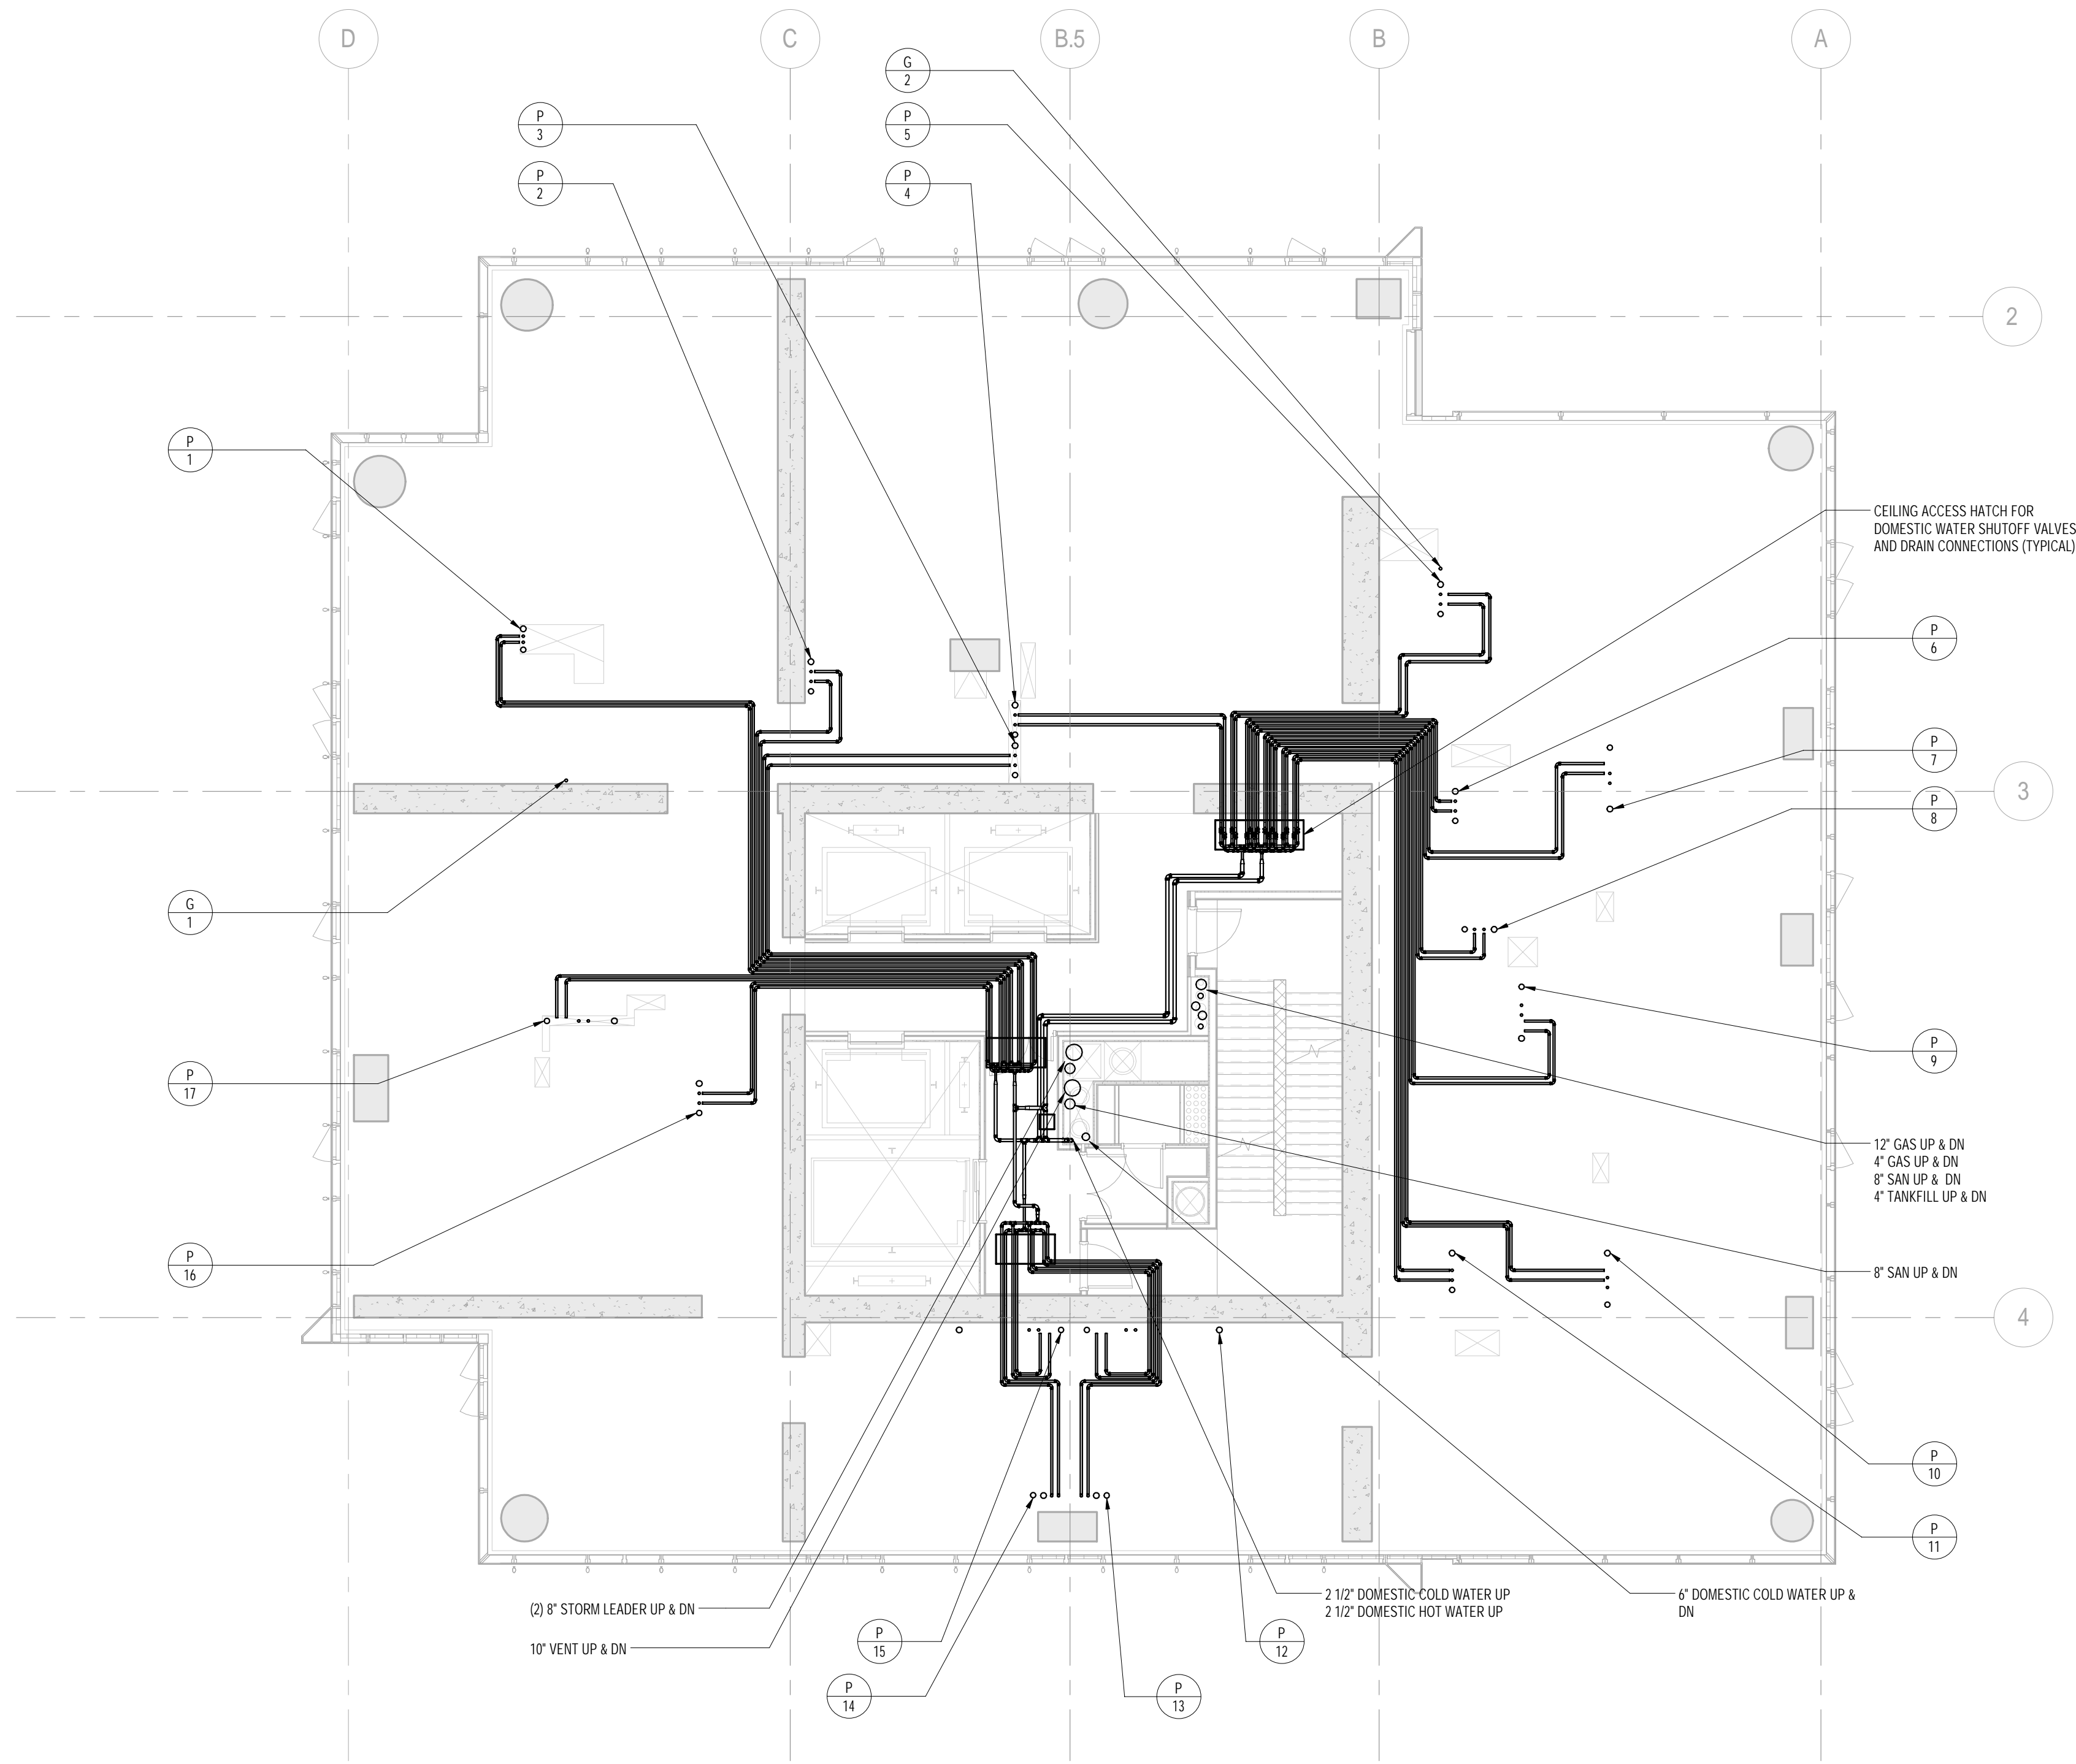 D
C
B.5
B
A
G
2
P
3
P
5
P
2
P
4
2
P
1
CEILING ACCESS HATCH FOR
DOMESTIC WATER SHUTOFF VALVES
AND DRAIN CONNECTIONS (TYPICAL)
P
6
P
7
3
P
8
G
1
P
9
P
17
12" GAS UP & DN
4" GAS UP & DN
8" SAN UP & DN
4" TANKFILL UP & DN
P
16
8" SAN UP & DN
4
P
10
P
11
(2) 8" STORM LEADER UP & DN
2 1/2" DOMESTIC COLD WATER UP
2 1/2" DOMESTIC HOT WATER UP
6" DOMESTIC COLD WATER UP &
DN
10" VENT UP & DN
P
15
P
12
P
14
P
13